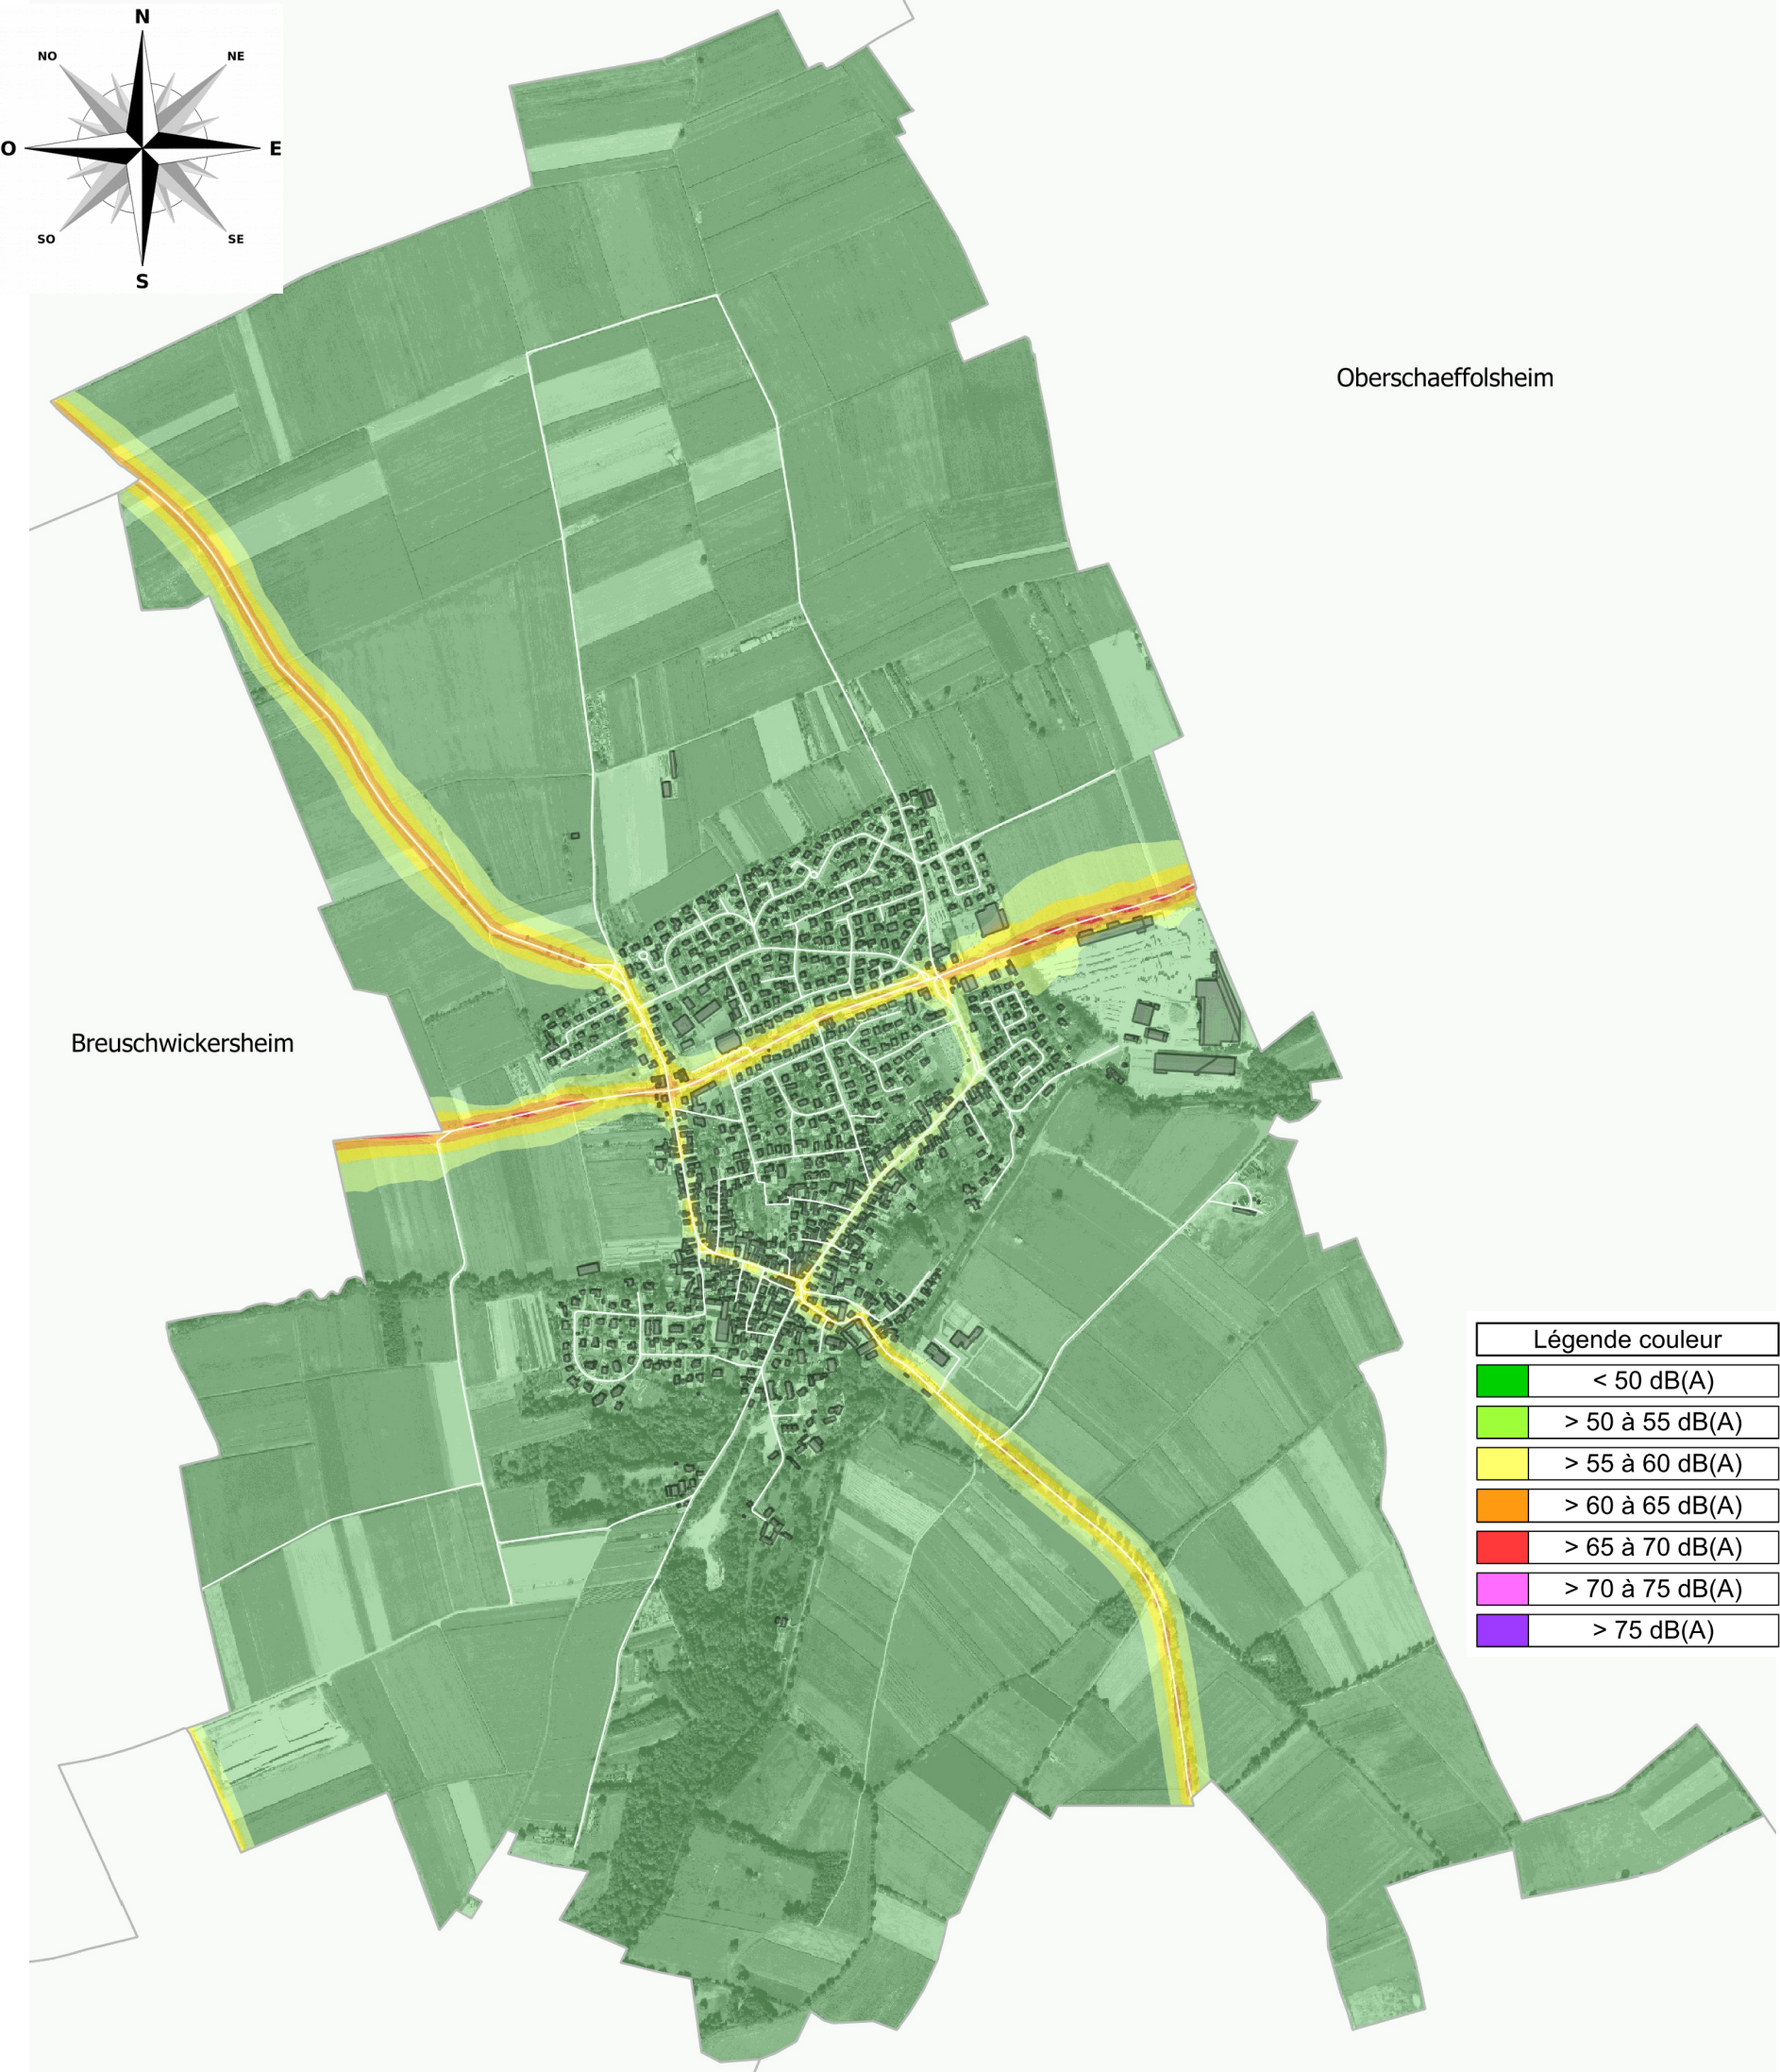 N
NO
NE
O
E
SO
SE
S
Oberschaeffolsheim
Breuschwickersheim
Légende couleur
< 50 dB(A)
> 50 à 55 dB(A)
> 55 à 60 dB(A)
> 60 à 65 dB(A)
> 65 à 70 dB(A)
> 70 à 75 dB(A)
> 75 dB(A)